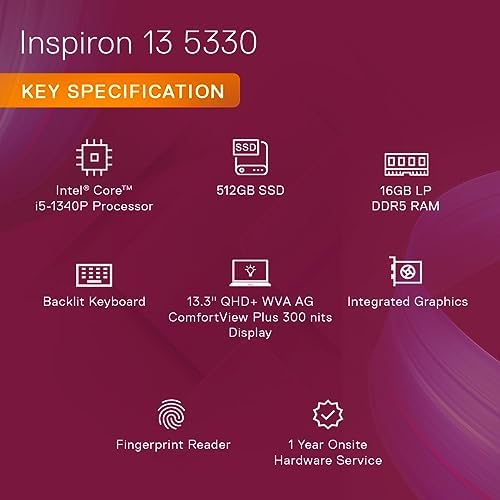 Inspiron 13 5330
KEY SPECIFICATION
SSD
Intel® Core™
i5-1340P Processor
512GB SSD
16GB LP
DDR5 RAM
Backlit Keyboard
13.3" QHD+ WVA AG
ComfortView Plus 300 nits
Display
Integrated Graphics
Fingerprint Reader
1 Year Onsite
Hardware Service